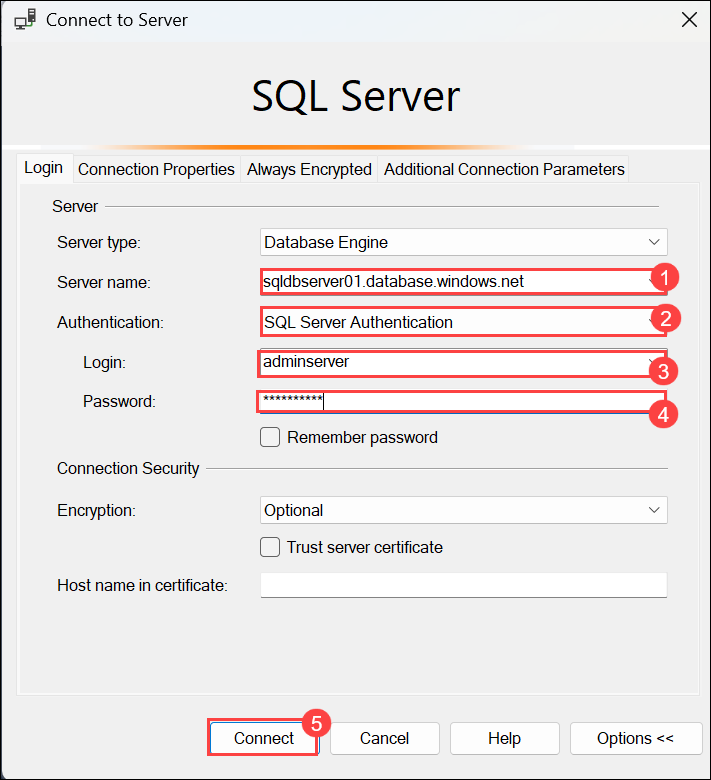 Connect to Server
SQL Server
Login Connection Properties Always Encrypted Additional Connection Parameters
Server
Server type: Database Engine
Server name: sqldbserver01.database.windows.net 1
Authentication: SQL Server Authentication 2
Login: adminserver 3
Password: ********** 4
Remember password
Connection Security
Encryption: Optional
Trust server certificate
Host name in certificate:
5
Connect Cancel Help Options <<